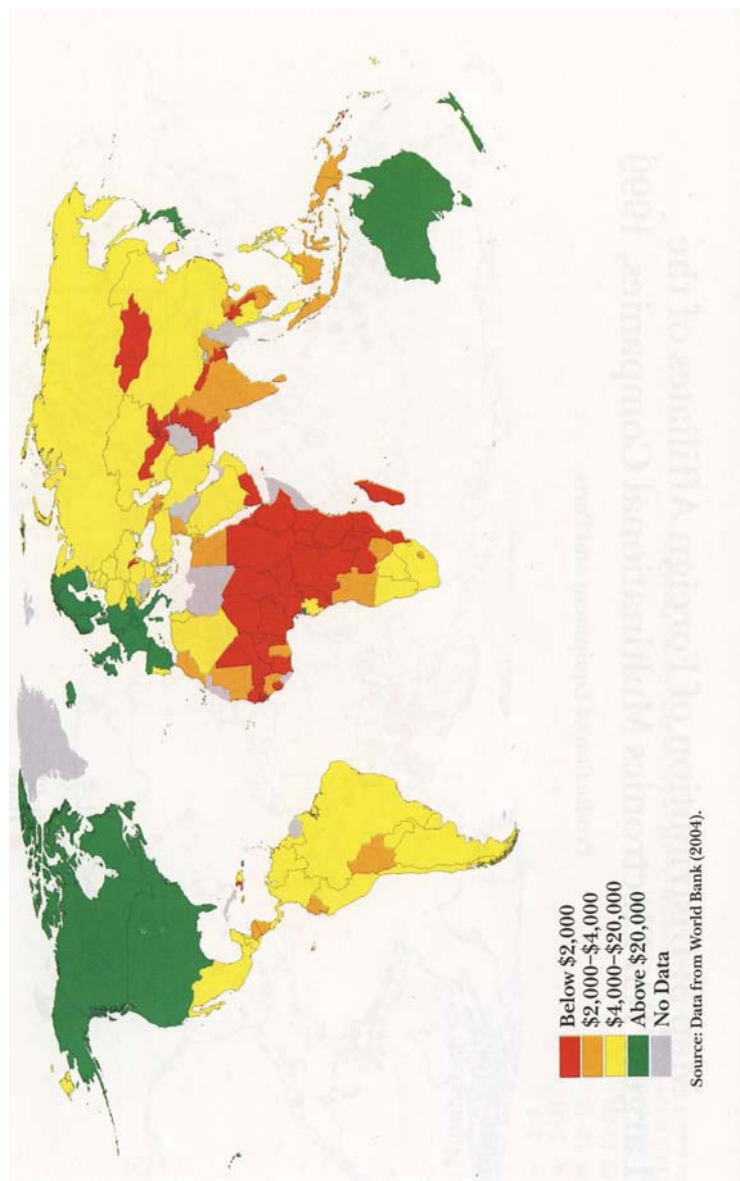 Below $2,000
$2,000–$4,000
$4,000–$20,000
Above $20,000
No Data
Source: Data from World Bank (2004).